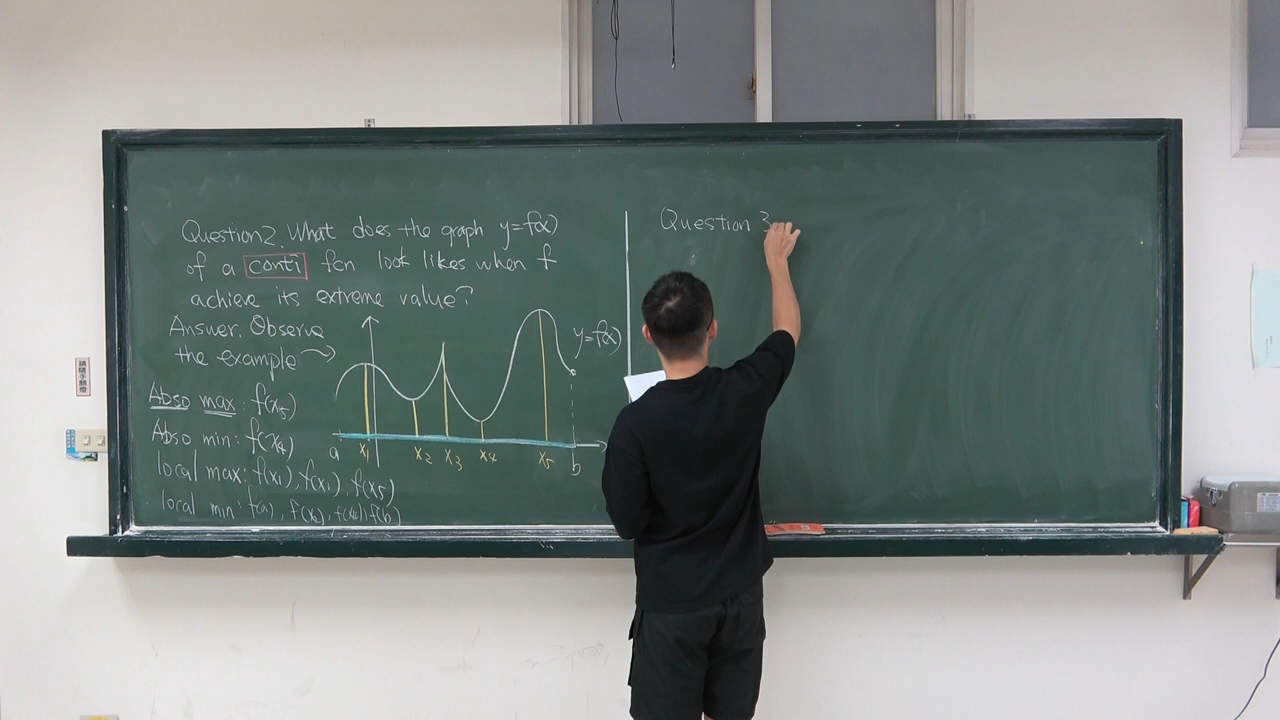 Question2. What does the graph y=f(x)
of a conti fcn look likes when f
achieve its extreme value?
Answer. Observe
the example →
Abso max: f(x₅)
Abso min: f(x₄)
local max: f(x₁), f(x₁), f(x₅)
local min: f(a), f(x₂), f(x₄), f(b)
y=f(x)
a x₁ x₂ x₃ x₄ x₅ b
Question 3